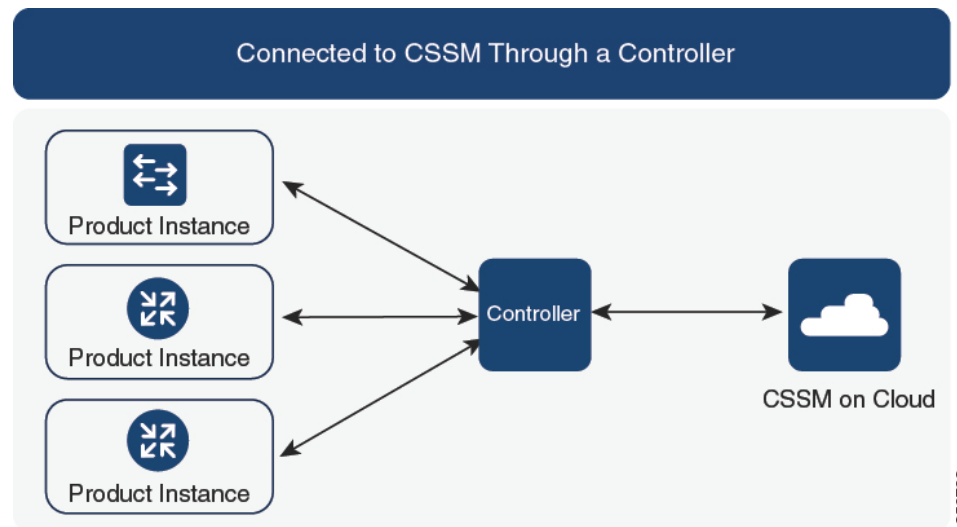 Connected to CSSM Through a Controller
Product Instance
Product Instance
Product Instance
Controller
CSSM on Cloud